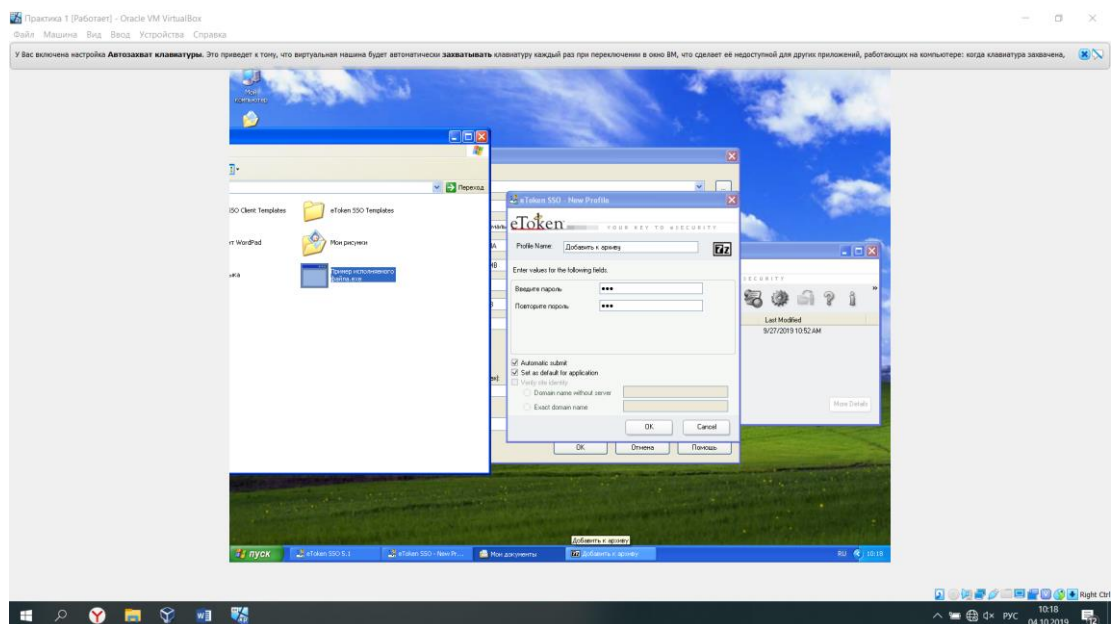 Практика 1 [Работает] - Oracle VM VirtualBox
Файл Машина Вид Ввод Устройства Справка
У Вас включена настройка Автозахват клавиатуры. Это приведет к тому, что виртуальная машина будет автоматически захватывать клавиатуру каждый раз при переключении в окно ВМ, что сделает её недоступной для других приложений, работающих на компьютере: когда клавиатура захвачена,
Мой
компьютер
Переход
SSO Client Templates
eToken SSO Templates
WordPad
Мои рисунки
Пример исполняемого
файла.exe
eToken SSO - New Profile
eToken
YOUR KEY TO eSECURITY
Profile Name: Добавить к архиву
7z
Enter values for the following fields.
Введите пароль: •••
Повторите пароль: •••
Automatic submit
Set as default for application
Verify site identity
Domain name without server
Exact domain name
OK Cancel
OK Отмена Помощь
SECURITY
Last Modified
9/27/2019 10:52 AM
More Details
Добавить к архиву
пуск
eToken SSO 5.1
eToken SSO - New Pr...
Мои документы
7z Добавить к архиву
RU 10:18
Right Ctrl
РУС
10:18
04.10.2019
12